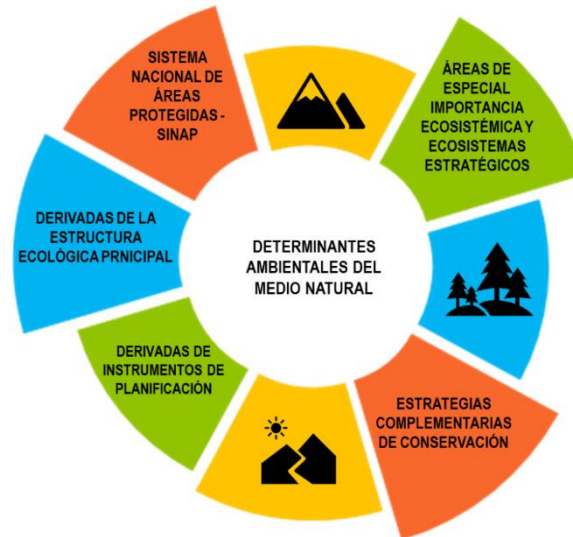 SISTEMA
NACIONAL DE
ÁREAS
PROTEGIDAS -
SINAP
ÁREAS DE
ESPECIAL
IMPORTANCIA
ECOSISTÉMICA Y
ECOSISTEMAS
ESTRATÉGICOS
DERIVADAS DE LA
ESTRUCTURA
ECOLÓGICA PRNICIPAL
DETERMINANTES
AMBIENTALES DEL
MEDIO NATURAL
DERIVADAS DE
INSTRUMENTOS DE
PLANIFICACIÓN
ESTRATEGIAS
COMPLEMENTARIAS
DE CONSERVACIÓN